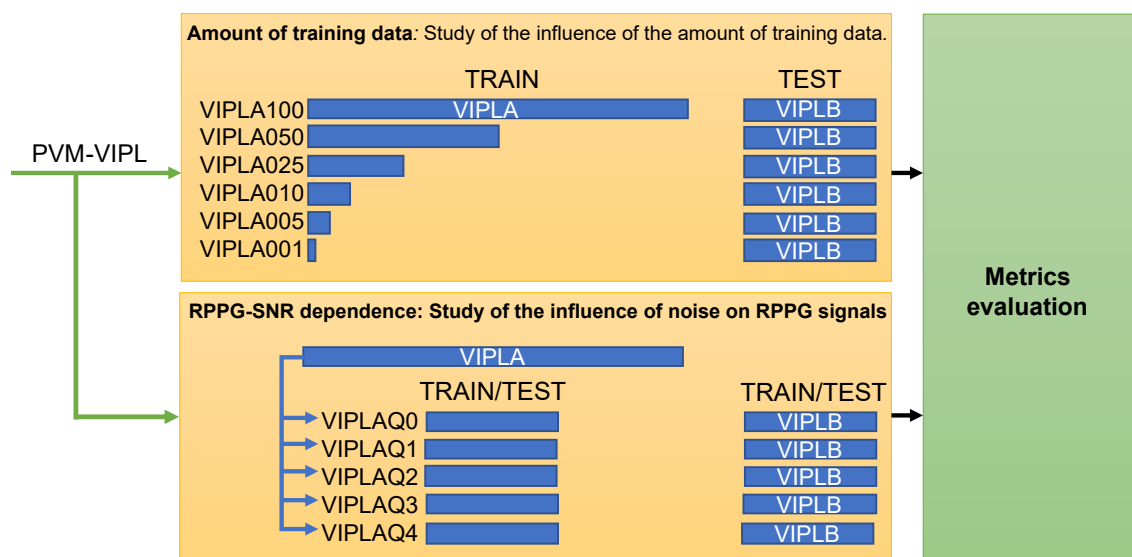 Amount of training data: Study of the influence of the amount of training data.
TRAIN TEST
VIPLA100 VIPLA VIPLB
VIPLA050 VIPLB
PVM-VIPL
VIPLA025 VIPLB
VIPLA010 VIPLB
VIPLA005 VIPLB
VIPLA001 VIPLB
Metrics
evaluation
RPPG-SNR dependence: Study of the influence of noise on RPPG signals
VIPLA
TRAIN/TEST TRAIN/TEST
VIPLAQ0 VIPLB
VIPLAQ1 VIPLB
VIPLAQ2 VIPLB
VIPLAQ3 VIPLB
VIPLAQ4 VIPLB